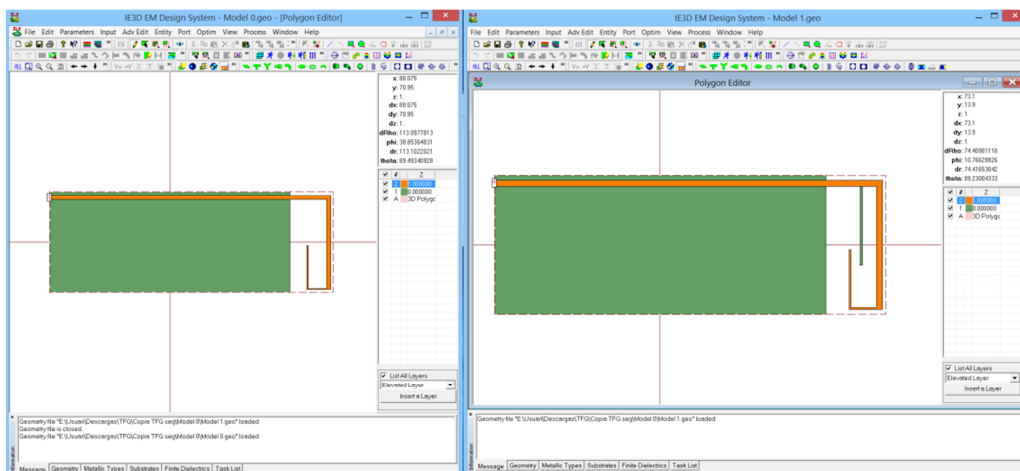 IE3D EM Design System - Model 0.geo - [Polygon Editor]
File Edit Parameters Input Adv Edit Entity Port Optim View Process Window Help
x: 88.075
y: 70.95
z: 1.
dx: 88.075
dy: 70.95
dz: 1.
dRho: 113.0977813
phi: 38.85364831
dr: 113.1022021
theta: 89.49340928
# Z
2 1.000000
1 0.000000
A 3D Polygo
List All Layers
Elevated Layer
Insert a Layer
Geometry file "E:\Usuari\Descargas\TFG\Copia TFG seg\Model 0\Model 1.geo" loaded
Geometry file is closed.
Geometry file "E:\Usuari\Descargas\TFG\Copia TFG seg\Model 0\Model 0.geo" loaded
Message Geometry Metallic Types Substrates Finite Dielectrics Task List
IE3D EM Design System - Model 1.geo
File Edit Parameters Input Adv Edit Entity Port Optim View Process Window Help
Polygon Editor
x: 73.1
y: 13.9
z: 1.
dx: 73.1
dy: 13.9
dz: 1.
dRho: 74.40981118
phi: 10.76628026
dr: 74.41653042
theta: 89.23004333
# Z
2 1.000000
1 0.000000
A 3D Polygo
List All Layers
Elevated Layer
Insert a Layer
Geometry file "E:\Usuari\Descargas\TFG\Copia TFG seg\Model 0\Model 1.geo" loaded
Message Geometry Metallic Types Substrates Finite Dielectrics Task List